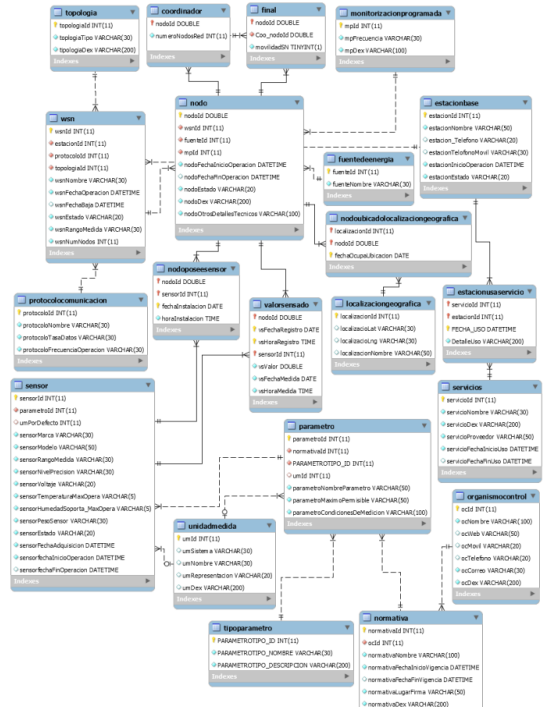 topologia
topologiaId INT(11)
toplogiaTipo VARCHAR(30)
topologiaDex VARCHAR(200)
Indexes
coordinador
nodoId DOUBLE
numeroNodosRed INT(11)
Indexes
final
nodoId DOUBLE
Coo_nodoId DOUBLE
movilidadSN TINYINT(1)
Indexes
monitorizacionprogramada
mpId INT(11)
mpFrecuencia VARCHAR(30)
mpDex VARCHAR(100)
Indexes
wsn
wsnId INT(11)
estacionId INT(11)
protocoloId INT(11)
topologiaId INT(11)
wsnNombre VARCHAR(30)
wsnFechaOperacion DATETIME
wsnFechaBaja DATETIME
wsnEstado VARCHAR(20)
wsnRangoMedida VARCHAR(30)
wsnNumNodos INT(11)
Indexes
nodo
nodoId DOUBLE
wsnId INT(11)
fuenteId INT(11)
mpId INT(11)
nodoFechaInicioOperacion DATETIME
nodoFechaFinOperacion DATETIME
nodoEstado VARCHAR(20)
nodoDex VARCHAR(200)
nodoOtrosDetallesTecnicos VARCHAR(100)
Indexes
estacionbase
estacionId INT(11)
estacionNombre VARCHAR(50)
estacion_Telefono VARCHAR(20)
estacionTelofonoMovil VARCHAR(30)
estacionInicioOperacion DATETIME
estacionEstado VARCHAR(20)
Indexes
fuentedeenergia
fuenteId INT(11)
fuenteNombre VARCHAR(30)
Indexes
nodoubicadolocalizaciongeografica
localizacionId INT(11)
nodoId DOUBLE
fechaOcupaUbicacion DATE
Indexes
protocolocomunicacion
protocoloId INT(11)
protocoloNombre VARCHAR(30)
protocoloTasaDatos VARCHAR(30)
protocoloFrecuenciaOperacion VARCHAR(30)
Indexes
nodoposeesensor
nodoId DOUBLE
sensorId INT(11)
fechaInstalacion DATE
horaInstalacion TIME
Indexes
valorsensado
nodoId DOUBLE
vsFechaRegistro DATE
vsHoraRegistro TIME
sensorId INT(11)
vsValor DOUBLE
vsFechaMedida DATE
vsHoraMedida TIME
Indexes
localizaciongeografica
localizacionId INT(11)
localizacionLat VARCHAR(30)
localizacionLng VARCHAR(30)
localizacionNombre VARCHAR(50)
Indexes
estacionusaservicio
servicioId INT(11)
estacionId INT(11)
FECHA_USO DATETIME
DetalleUso VARCHAR(200)
Indexes
servicios
servicioId INT(11)
servicioNombre VARCHAR(30)
servicioDex VARCHAR(200)
servicioProveedor VARCHAR(50)
servicioFechaInicioUso DATETIME
servicioFechaFinUso DATETIME
Indexes
sensor
sensorId INT(11)
parametroId INT(11)
umPorDefecto INT(11)
sensorMarca VARCHAR(30)
sensorModelo VARCHAR(50)
sensorRangoMedida VARCHAR(30)
sensorNivelPrecision VARCHAR(30)
sensorVoltaje VARCHAR(20)
sensorTemperaturaMaxOpera VARCHAR(5)
sensorHumedadSoporta_MaxOpera VARCHAR(5)
sensorPesoSensor VARCHAR(30)
sensorEstado VARCHAR(20)
sensorFechaAdquisicion DATETIME
sensorfechaInicioOperacion DATETIME
sensorfechaFinOperacion DATETIME
Indexes
parametro
parametroId INT(11)
normativaId INT(11)
PARAMETROTIPO_ID INT(11)
umId INT(11)
parametroNombreParametro VARCHAR(50)
parametroMaximoPermisible VARCHAR(50)
parametroCondicionesDeMedicion VARCHAR(100)
Indexes
unidadmedida
umId INT(11)
umSistema VARCHAR(30)
umNombre VARCHAR(30)
umRepresentacion VARCHAR(20)
umDex VARCHAR(200)
Indexes
organismocontrol
ocId INT(11)
ocNombre VARCHAR(100)
ocWeb VARCHAR(50)
ocMovil VARCHAR(20)
ocTelefono VARCHAR(20)
ocCorreo VARCHAR(30)
ocDex VARCHAR(200)
Indexes
tipoparametro
PARAMETROTIPO_ID INT(11)
PARAMETROTIPO_NOMBRE VARCHAR(30)
PARAMETROTIPO_DESCRIPCION VARCHAR(200)
Indexes
normativa
normativaId INT(11)
ocId INT(11)
normativaNombre VARCHAR(100)
normativaFechaInicioVigencia DATETIME
normativaFechaFinVigencia DATETIME
normativaLugarFirma VARCHAR(50)
normativaDex VARCHAR(200)